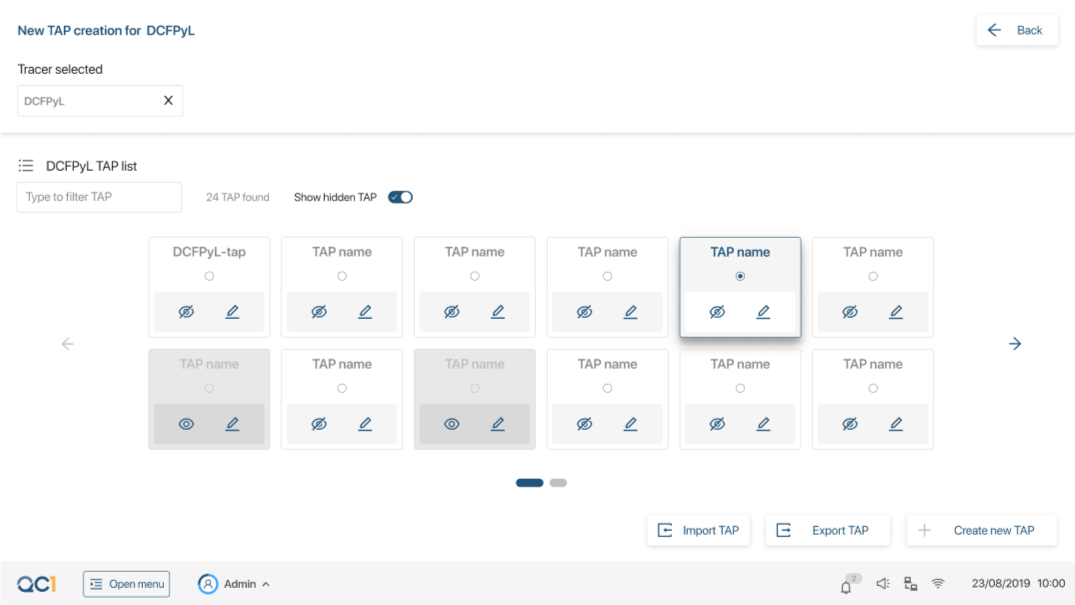 New TAP creation for DCFPyL
Back
Tracer selected
DCFPyL X
DCFPyL TAP list
Type to filter TAP
24 TAP found
Show hidden TAP
DCFPyL-tap TAP name TAP name TAP name TAP name TAP name
TAP name TAP name TAP name TAP name TAP name TAP name
Import TAP Export TAP Create new TAP
QC1 Open menu Admin 2 23/08/2019 10:00